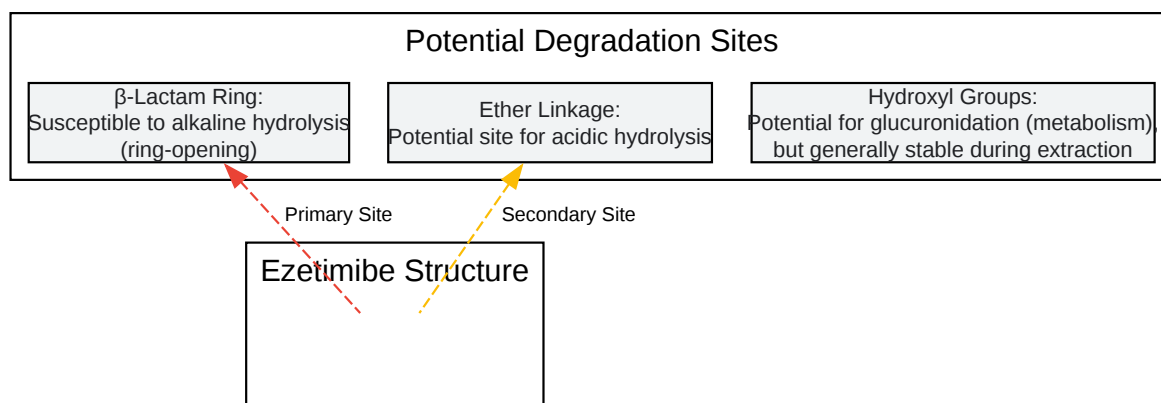 Potential Degradation Sites
β-Lactam Ring:
Susceptible to alkaline hydrolysis
(ring-opening)
Ether Linkage:
Potential site for acidic hydrolysis
Hydroxyl Groups:
Potential for glucuronidation (metabolism),
but generally stable during extraction
Primary Site
Secondary Site
Ezetimibe Structure